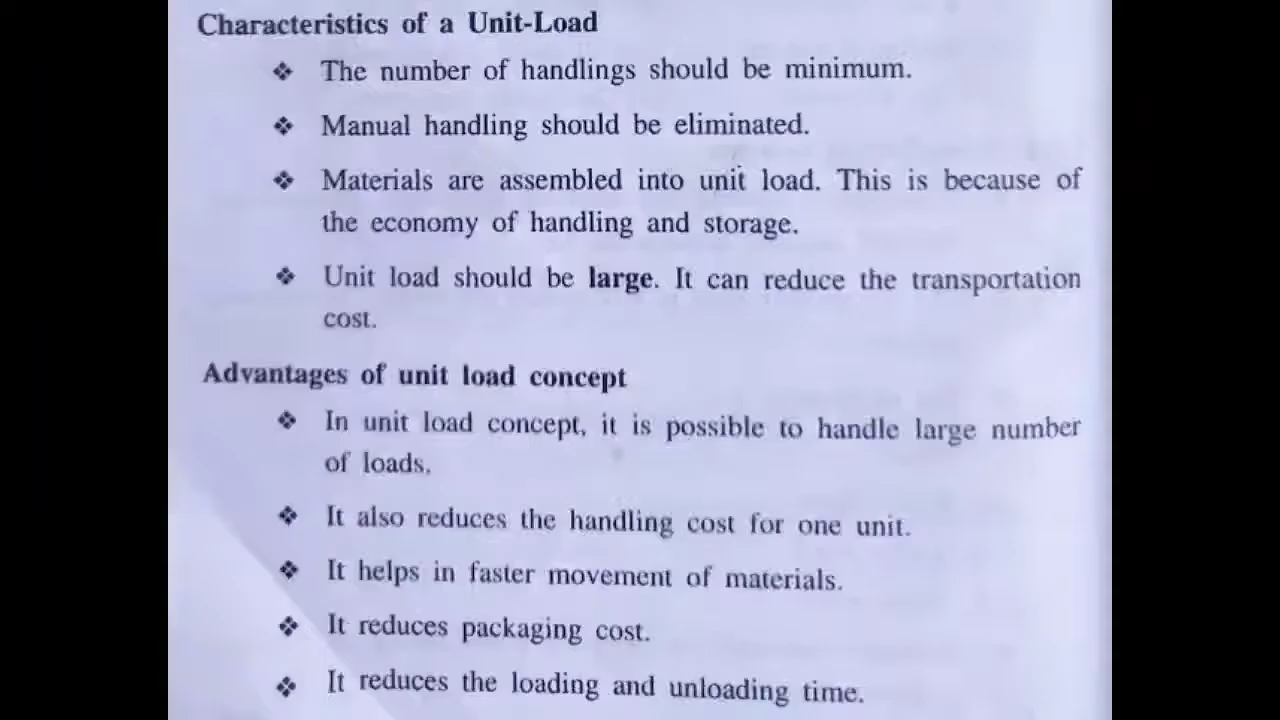 Characteristics of a Unit-Load
❖ The number of handlings should be minimum.
❖ Manual handling should be eliminated.
❖ Materials are assembled into unit load. This is because of
the economy of handling and storage.
❖ Unit load should be large. It can reduce the transportation
cost.
Advantages of unit load concept
❖ In unit load concept, it is possible to handle large number
of loads.
❖ It also reduces the handling cost for one unit.
❖ It helps in faster movement of materials.
❖ It reduces packaging cost.
❖ It reduces the loading and unloading time.